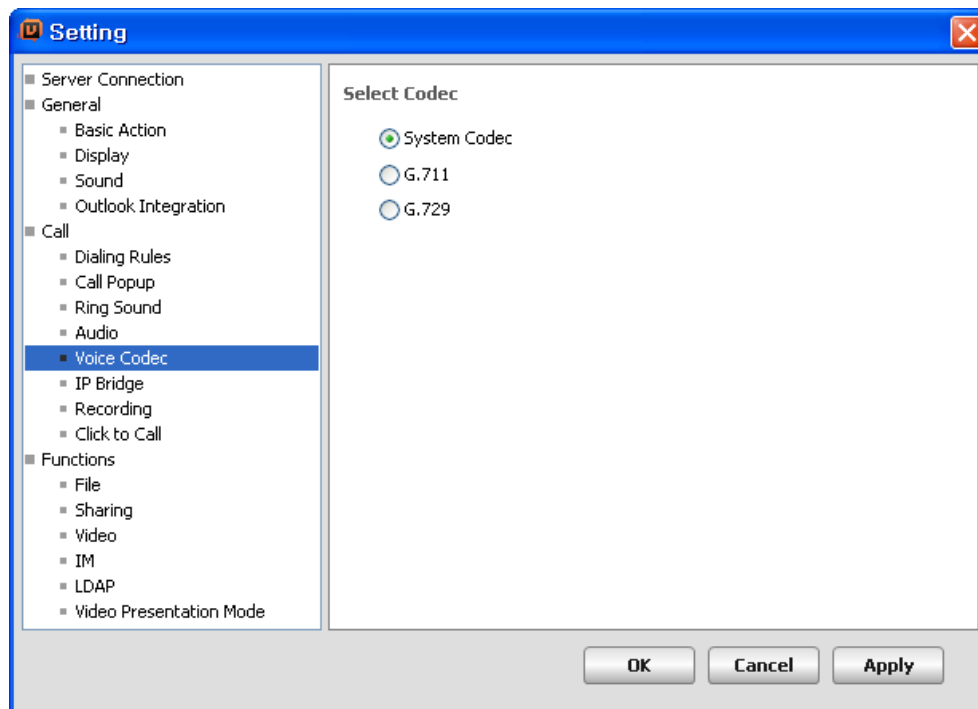 Setting
Server Connection
General
Basic Action
Display
Sound
Outlook Integration
Call
Dialing Rules
Call Popup
Ring Sound
Audio
Voice Codec
IP Bridge
Recording
Click to Call
Functions
File
Sharing
Video
IM
LDAP
Video Presentation Mode
Select Codec
System Codec
G.711
G.729
OK
Cancel
Apply